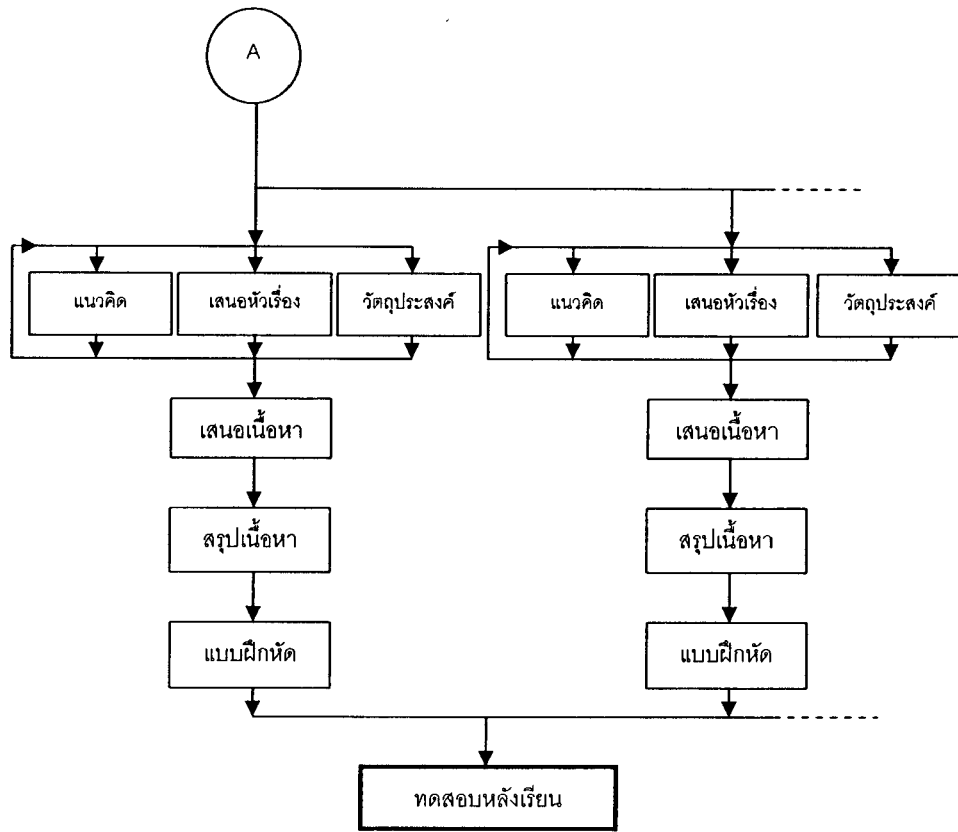 A
แนวคิด
เสนอหัวเรื่อง
วัตถุประสงค์
แนวคิด
เสนอหัวเรื่อง
วัตถุประสงค์
เสนอเนื้อหา
เสนอเนื้อหา
สรุปเนื้อหา
สรุปเนื้อหา
แบบฝึกหัด
แบบฝึกหัด
ทดสอบหลังเรียน